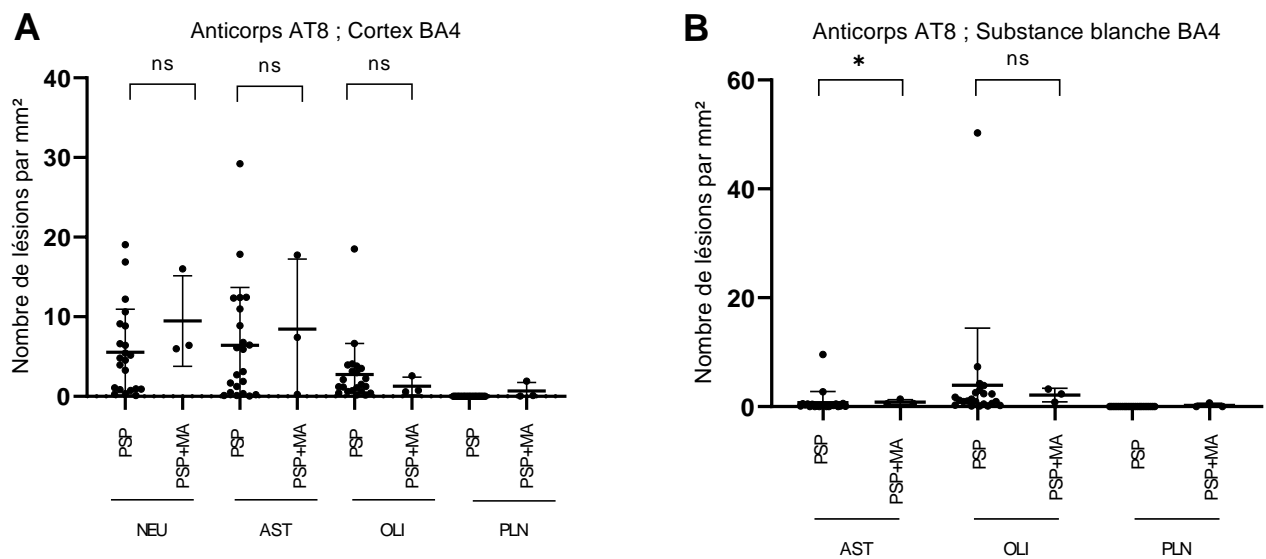 A
Anticorps AT8 ; Cortex BA4
ns ns ns
Nombre de lésions par mm²
40
30
20
10
0
PSP PSP+MA PSP PSP+MA PSP PSP+MA PSP PSP+MA
NEU AST OLI PLN
B
Anticorps AT8 ; Substance blanche BA4
* ns
Nombre de lésions par mm²
60
40
20
0
PSP PSP+MA PSP PSP+MA PSP PSP+MA
AST OLI PLN